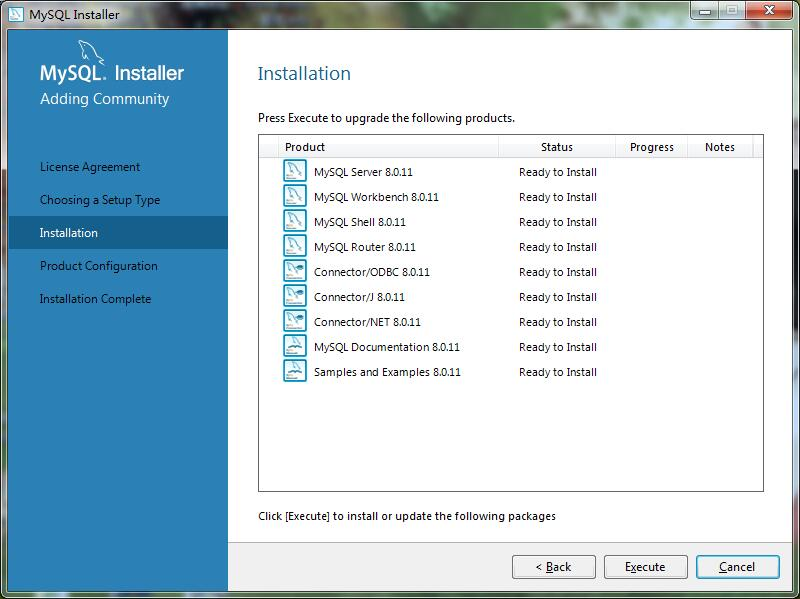 MySQL Installer
MySQL. Installer
Adding Community
License Agreement
Choosing a Setup Type
Installation
Product Configuration
Installation Complete
Installation
Press Execute to upgrade the following products.
Product Status Progress Notes
MySQL Server 8.0.11 Ready to Install
MySQL Workbench 8.0.11 Ready to Install
MySQL Shell 8.0.11 Ready to Install
MySQL Router 8.0.11 Ready to Install
Connector/ODBC 8.0.11 Ready to Install
Connector/J 8.0.11 Ready to Install
Connector/NET 8.0.11 Ready to Install
MySQL Documentation 8.0.11 Ready to Install
Samples and Examples 8.0.11 Ready to Install
Click [Execute] to install or update the following packages
< Back Execute Cancel